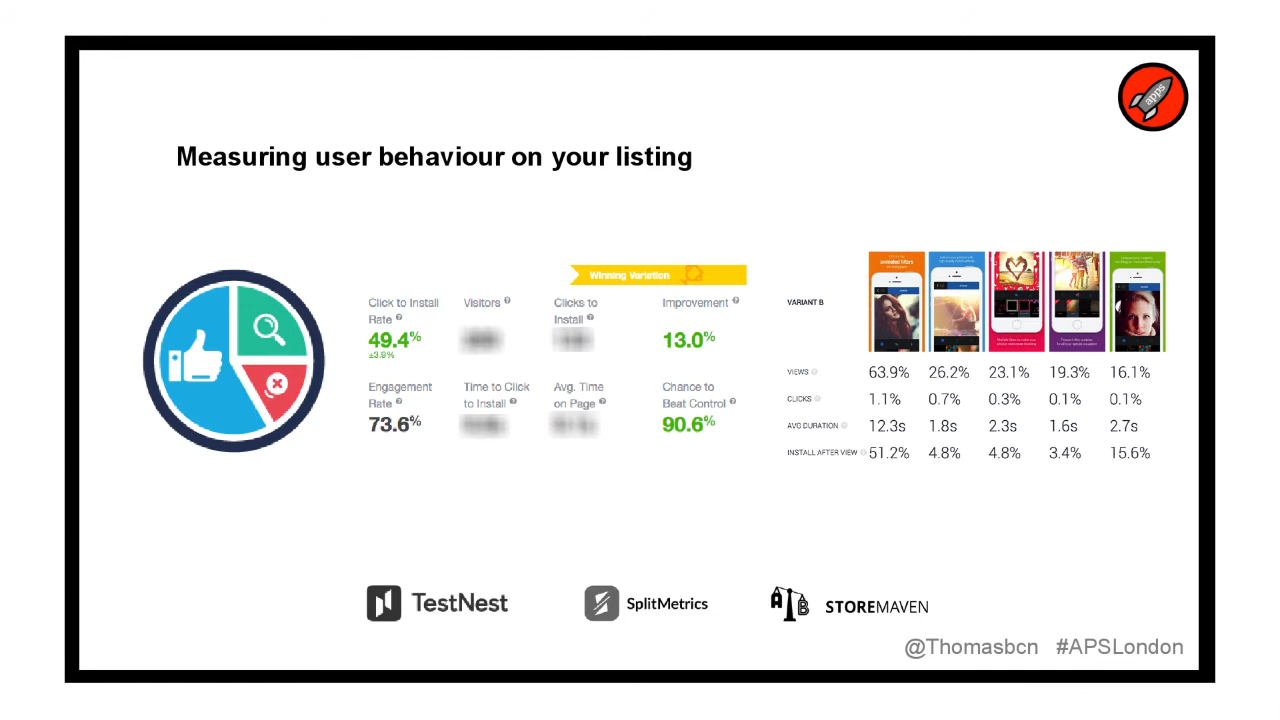 apps
Measuring user behaviour on your listing
Winning Variation
Click to Install Rate
Visitors
Clicks to Install
Improvement
49.4%
±3.9%
13.0%
Engagement Rate
Time to Click to Install
Avg. Time on Page
Chance to Beat Control
73.6%
90.6%
VARIANT B
animated filters
VIEWS 63.9% 26.2% 23.1% 19.3% 16.1%
CLICKS 1.1% 0.7% 0.3% 0.1% 0.1%
AVG DURATION 12.3s 1.8s 2.3s 1.6s 2.7s
INSTALL AFTER VIEW 51.2% 4.8% 4.8% 3.4% 15.6%
TestNest
SplitMetrics
A B STOREMAVEN
@Thomasbcn #APSLondon